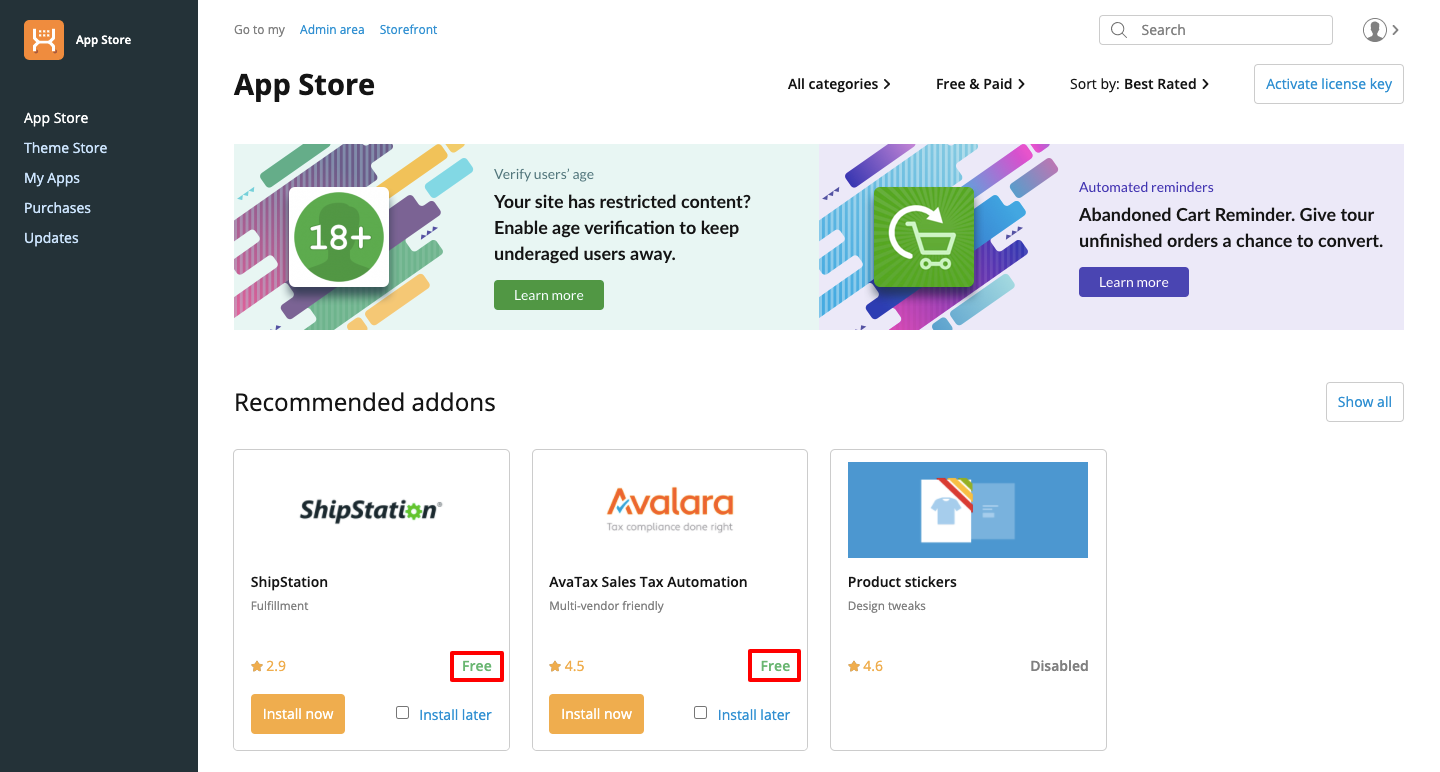 App Store
App Store
Theme Store
My Apps
Purchases
Updates
Go to my Admin area Storefront
Search
App Store
All categories
Free & Paid
Sort by: Best Rated
Activate license key
18+
Verify users' age
Your site has restricted content?
Enable age verification to keep
underaged users away.
Learn more
Automated reminders
Abandoned Cart Reminder. Give tour
unfinished orders a chance to convert.
Learn more
Recommended addons
Show all
ShipStation®
ShipStation
Fulfillment
2.9
Free
Install now
Install later
Avalara
Tax compliance done right
AvaTax Sales Tax Automation
Multi-vendor friendly
4.5
Free
Install now
Install later
Product stickers
Design tweaks
4.6
Disabled